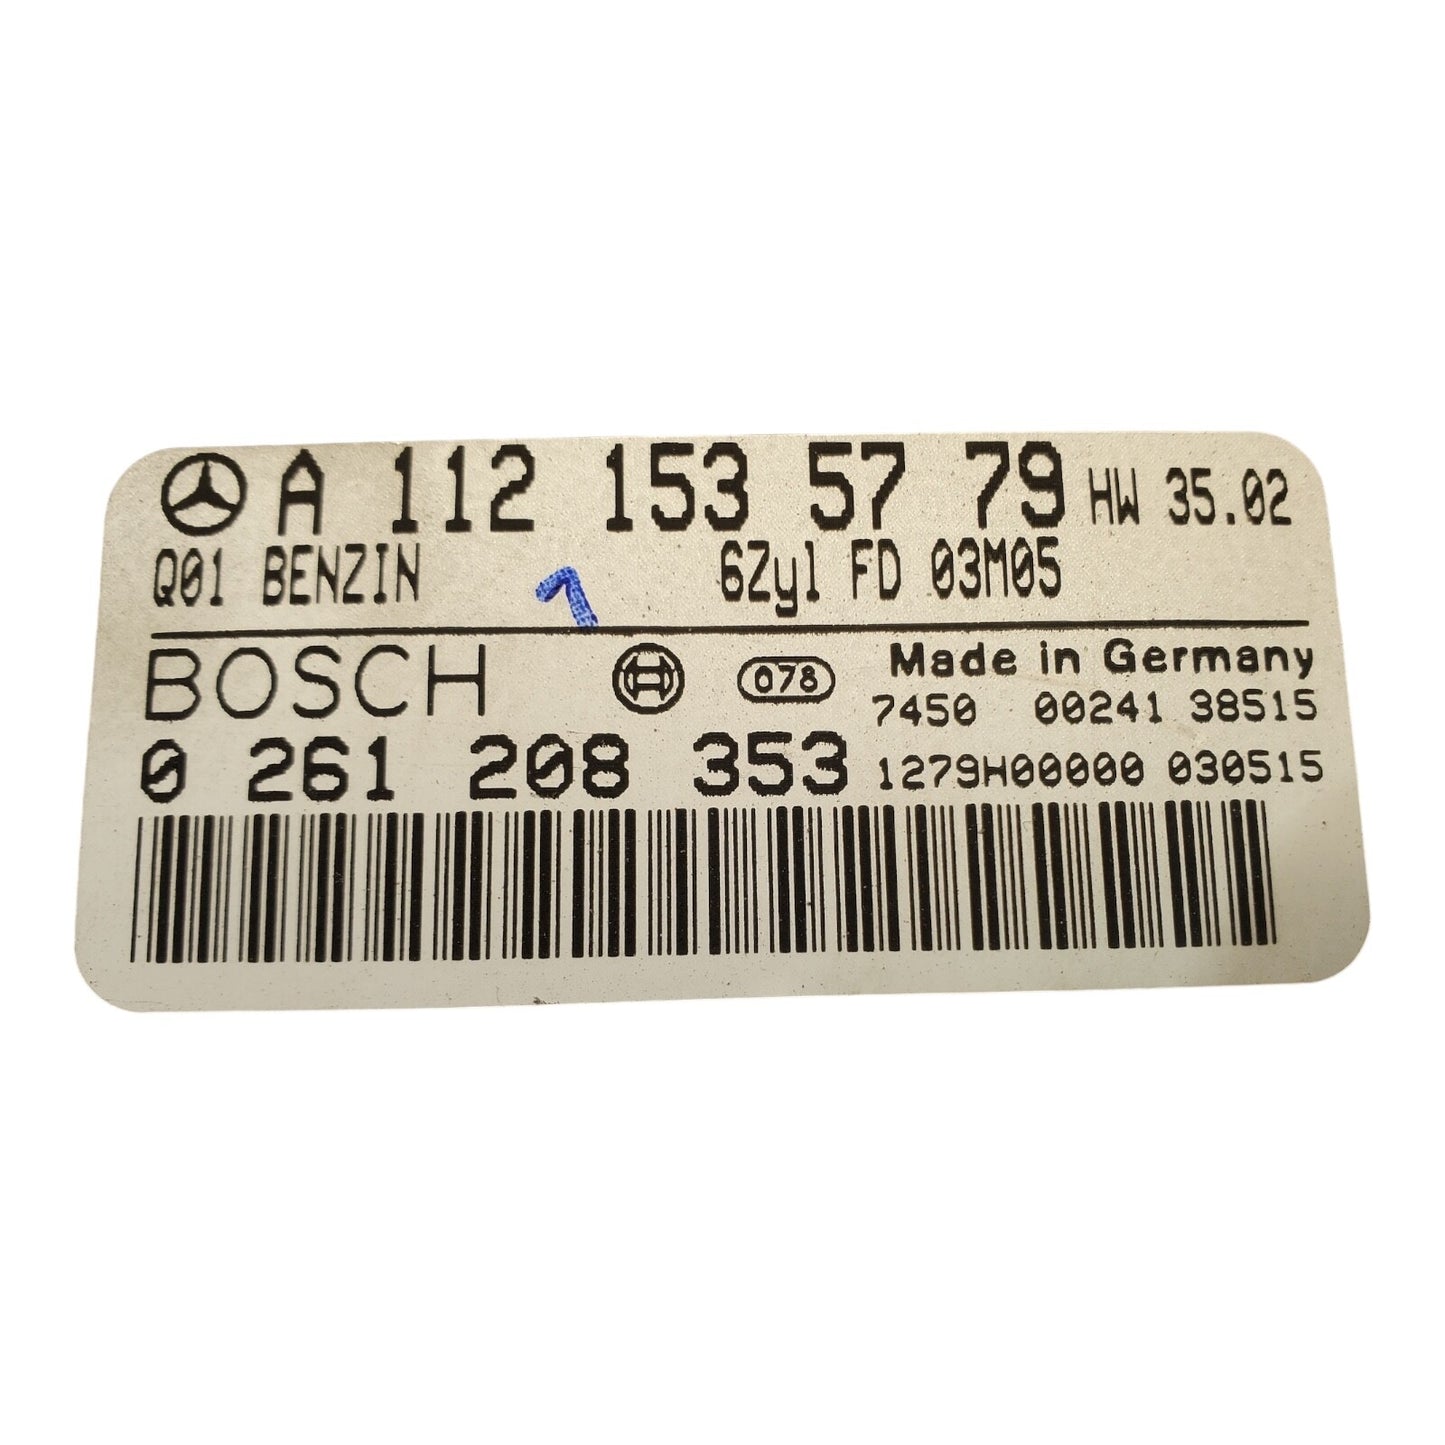 A 112 153 57 79 HW 35.02
Q01 BENZIN 1 6Zyl FD 03M05
BOSCH 078 Made in Germany
7450 00241 38515
0 261 208 353 1279H00000 030515